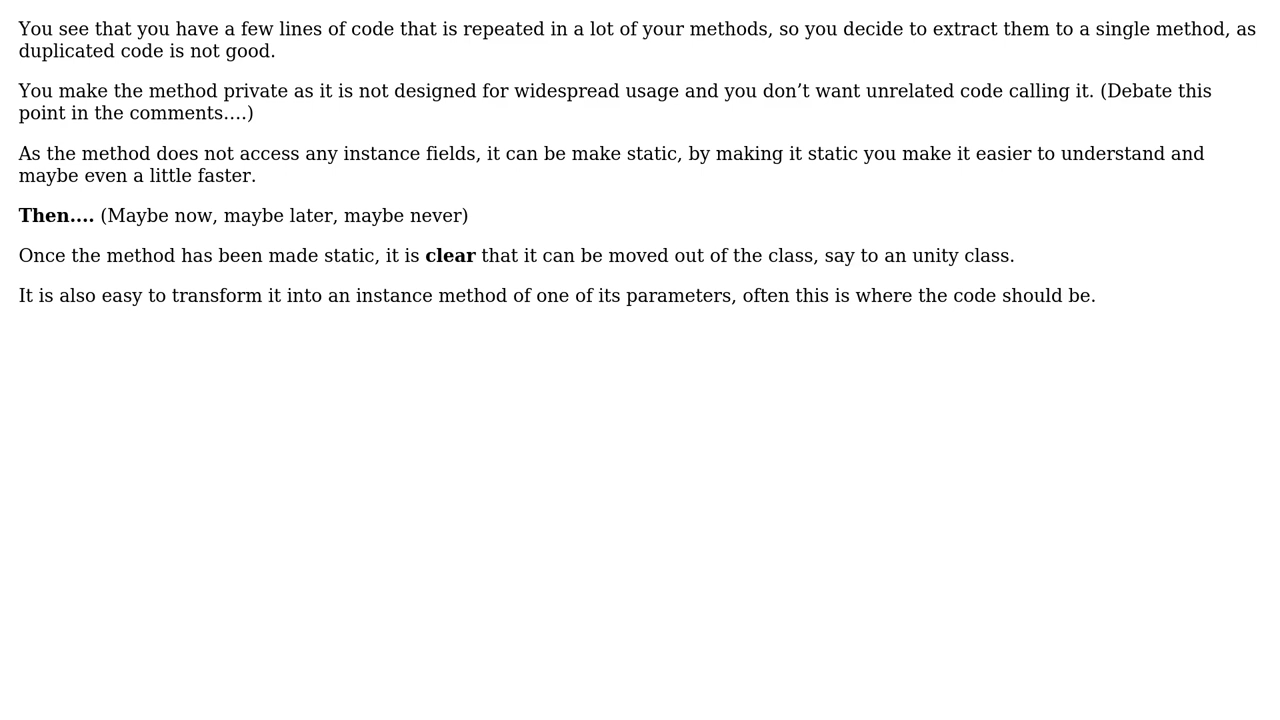 You see that you have a few lines of code that is repeated in a lot of your methods, so you decide to extract them to a single method, as
duplicated code is not good.
You make the method private as it is not designed for widespread usage and you don’t want unrelated code calling it. (Debate this
point in the comments….)
As the method does not access any instance fields, it can be make static, by making it static you make it easier to understand and
maybe even a little faster.
Then…. (Maybe now, maybe later, maybe never)
Once the method has been made static, it is clear that it can be moved out of the class, say to an unity class.
It is also easy to transform it into an instance method of one of its parameters, often this is where the code should be.